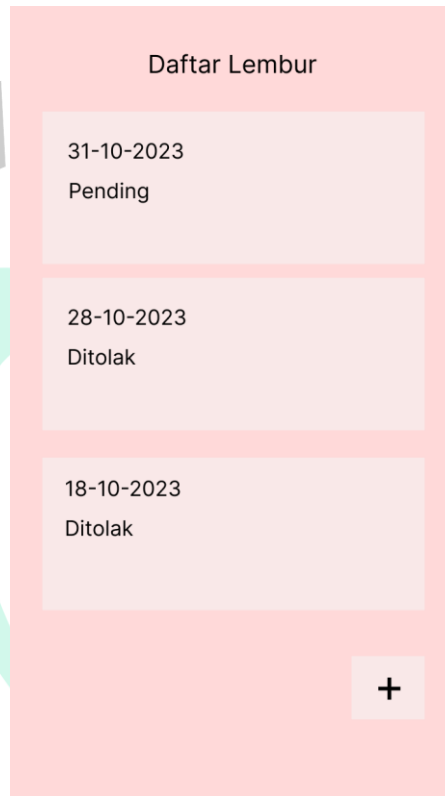 Daftar Lembur
31-10-2023
Pending
28-10-2023
Ditolak
18-10-2023
Ditolak
+